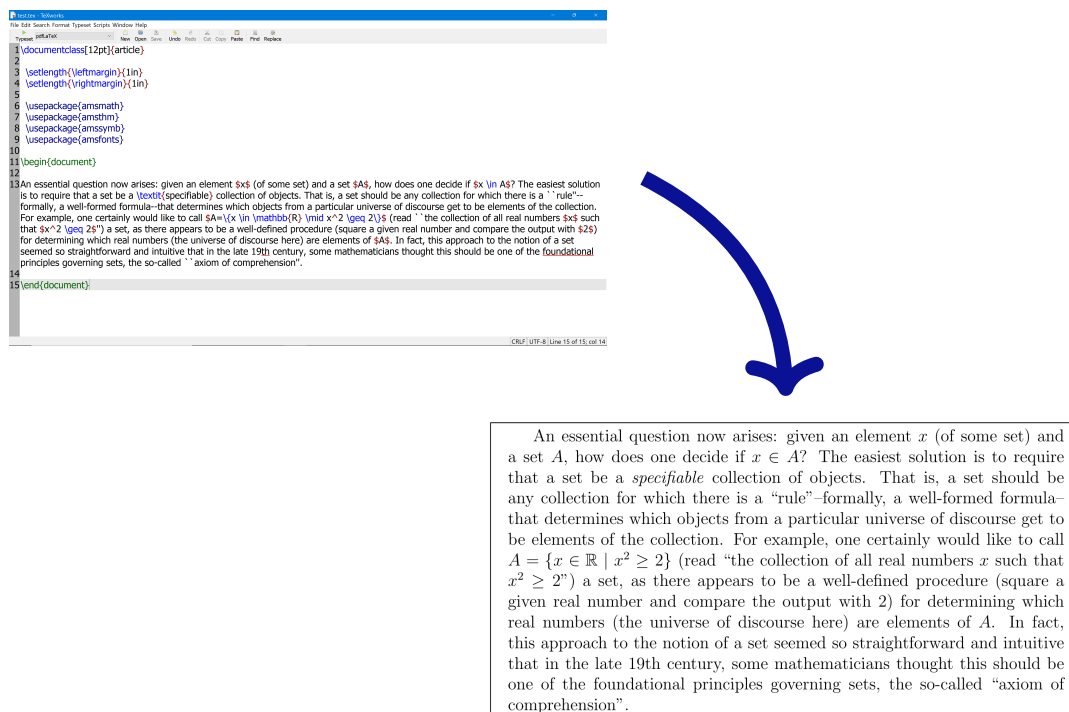 test.tex - TeXworks
File Edit Search Format Typeset Scripts Window Help
Typeset pdfLaTeX New Open Save Undo Redo Cut Copy Paste Find Replace
1 \documentclass[12pt]{article}
2
3 \setlength{\leftmargin}{1in}
4 \setlength{\rightmargin}{1in}
5
6 \usepackage{amsmath}
7 \usepackage{amsthm}
8 \usepackage{amssymb}
9 \usepackage{amsfonts}
10
11 \begin{document}
12
13 An essential question now arises: given an element $x$ (of some set) and a set $A$, how does one decide if $x \in A$? The easiest solution
is to require that a set be a \textit{specifiable} collection of objects. That is, a set should be any collection for which there is a ``rule''--
formally, a well-formed formula--that determines which objects from a particular universe of discourse get to be elements of the collection.
For example, one certainly would like to call $A=\{x \in \mathbb{R} \mid x^2 \geq 2\}$ (read ``the collection of all real numbers $x$ such
that $x^2 \geq 2$'') a set, as there appears to be a well-defined procedure (square a given real number and compare the output with $2$)
for determining which real numbers (the universe of discourse here) are elements of $A$. In fact, this approach to the notion of a set
seemed so straightforward and intuitive that in the late 19th century, some mathematicians thought this should be one of the foundational
principles governing sets, the so-called ``axiom of comprehension''.
14
15 \end{document}
CRLF UTF-8 Line 15 of 15; col 14
An essential question now arises: given an element x (of some set) and
a set A, how does one decide if x ∈ A? The easiest solution is to require
that a set be a specifiable collection of objects. That is, a set should be
any collection for which there is a “rule”–formally, a well-formed formula–
that determines which objects from a particular universe of discourse get to
be elements of the collection. For example, one certainly would like to call
A = {x ∈ ℝ | x² ≥ 2} (read “the collection of all real numbers x such that
x² ≥ 2”) a set, as there appears to be a well-defined procedure (square a
given real number and compare the output with 2) for determining which
real numbers (the universe of discourse here) are elements of A. In fact,
this approach to the notion of a set seemed so straightforward and intuitive
that in the late 19th century, some mathematicians thought this should be
one of the foundational principles governing sets, the so-called “axiom of
comprehension”.